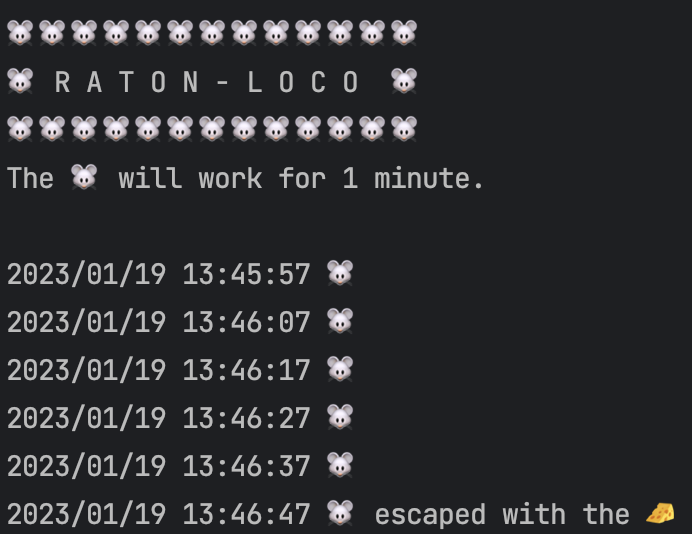 🐭🐭🐭🐭🐭🐭🐭🐭🐭🐭🐭🐭🐭
🐭 R A T O N - L O C O  🐭
🐭🐭🐭🐭🐭🐭🐭🐭🐭🐭🐭🐭🐭
The 🐭 will work for 1 minute.
2023/01/19 13:45:57 🐭
2023/01/19 13:46:07 🐭
2023/01/19 13:46:17 🐭
2023/01/19 13:46:27 🐭
2023/01/19 13:46:37 🐭
2023/01/19 13:46:47 🐭 escaped with the 🧀